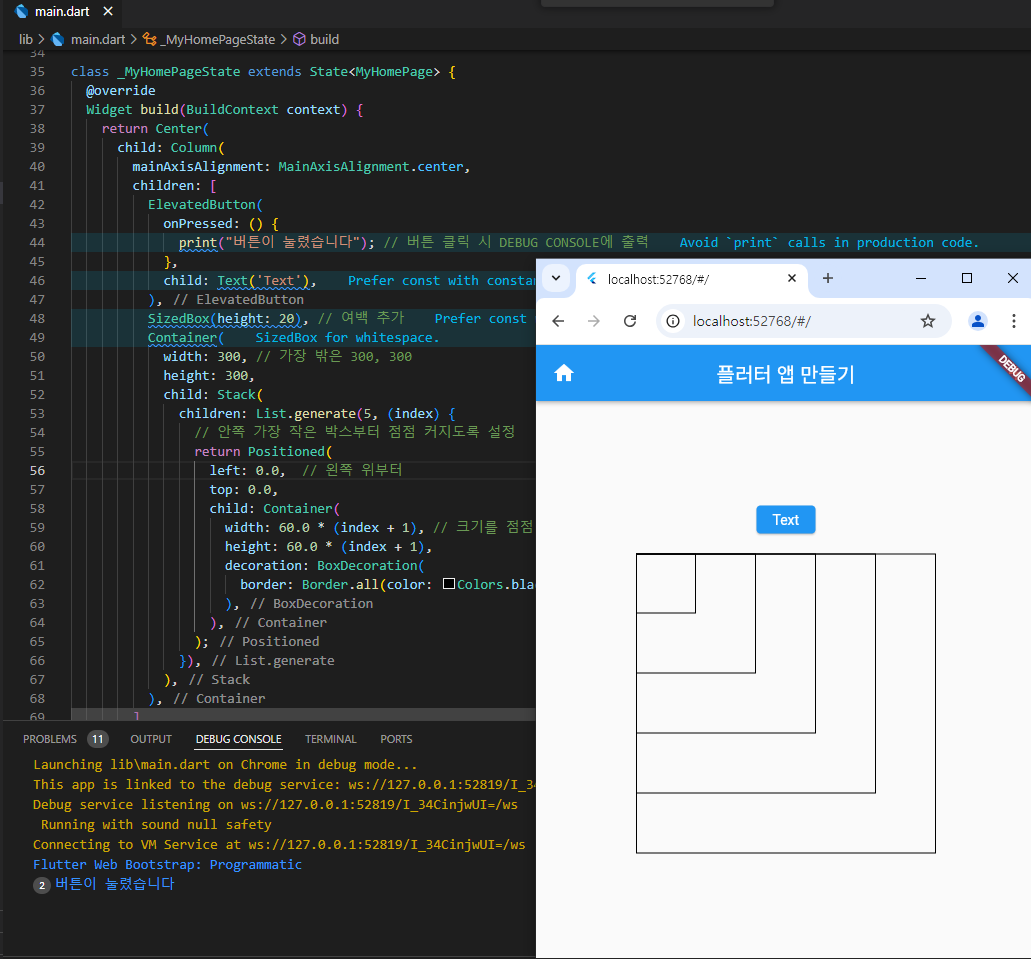 main.dart
lib > main.dart > _MyHomePageState > build
34
35 class _MyHomePageState extends State<MyHomePage> {
36 @override
37 Widget build(BuildContext context) {
38 return Center(
39 child: Column(
40 mainAxisAlignment: MainAxisAlignment.center,
41 children: [
42 ElevatedButton(
43 onPressed: () {
44 print("버튼이 눌렸습니다"); // 버튼 클릭 시 DEBUG CONSOLE에 출력 Avoid `print` calls in production code.
45 },
46 child: Text('Text'), Prefer const with constan
47 ), // ElevatedButton
48 SizedBox(height: 20), // 여백 추가 Prefer const
49 Container( SizedBox for whitespace.
50 width: 300, // 가장 밖은 300, 300
51 height: 300,
52 child: Stack(
53 children: List.generate(5, (index) {
54 // 안쪽 가장 작은 박스부터 점점 커지도록 설정
55 return Positioned(
56 left: 0.0, // 왼쪽 위부터
57 top: 0.0,
58 child: Container(
59 width: 60.0 * (index + 1), // 크기를 점점
60 height: 60.0 * (index + 1),
61 decoration: BoxDecoration(
62 border: Border.all(color: Colors.bla
63 ), // BoxDecoration
64 ), // Container
65 ); // Positioned
66 }), // List.generate
67 ), // Stack
68 ), // Container
69 ]
PROBLEMS 11 OUTPUT DEBUG CONSOLE TERMINAL PORTS
Launching lib\main.dart on Chrome in debug mode...
This app is linked to the debug service: ws://127.0.0.1:52819/I_34
Debug service listening on ws://127.0.0.1:52819/I_34CinjwUI=/ws
Running with sound null safety
Connecting to VM Service at ws://127.0.0.1:52819/I_34CinjwUI=/ws
Flutter Web Bootstrap: Programmatic
2 버튼이 눌렸습니다
localhost:52768/#/
localhost:52768/#/
플러터 앱 만들기
DEBUG
Text